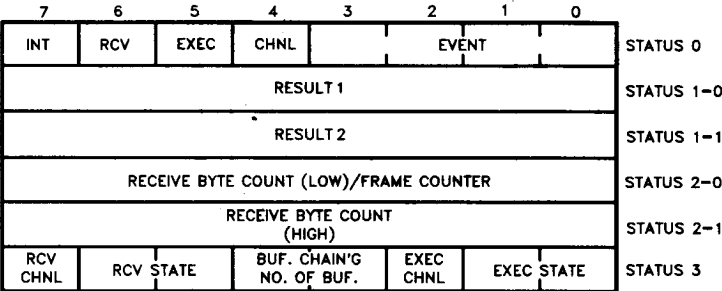 7 6 5 4 3 2 1 0
INT RCV EXEC CHNL EVENT STATUS 0
RESULT 1 STATUS 1-0
RESULT 2 STATUS 1-1
RECEIVE BYTE COUNT (LOW)/FRAME COUNTER STATUS 2-0
RECEIVE BYTE COUNT
(HIGH) STATUS 2-1
RCV CHNL RCV STATE BUF. CHAIN'G NO. OF BUF. EXEC CHNL EXEC STATE STATUS 3